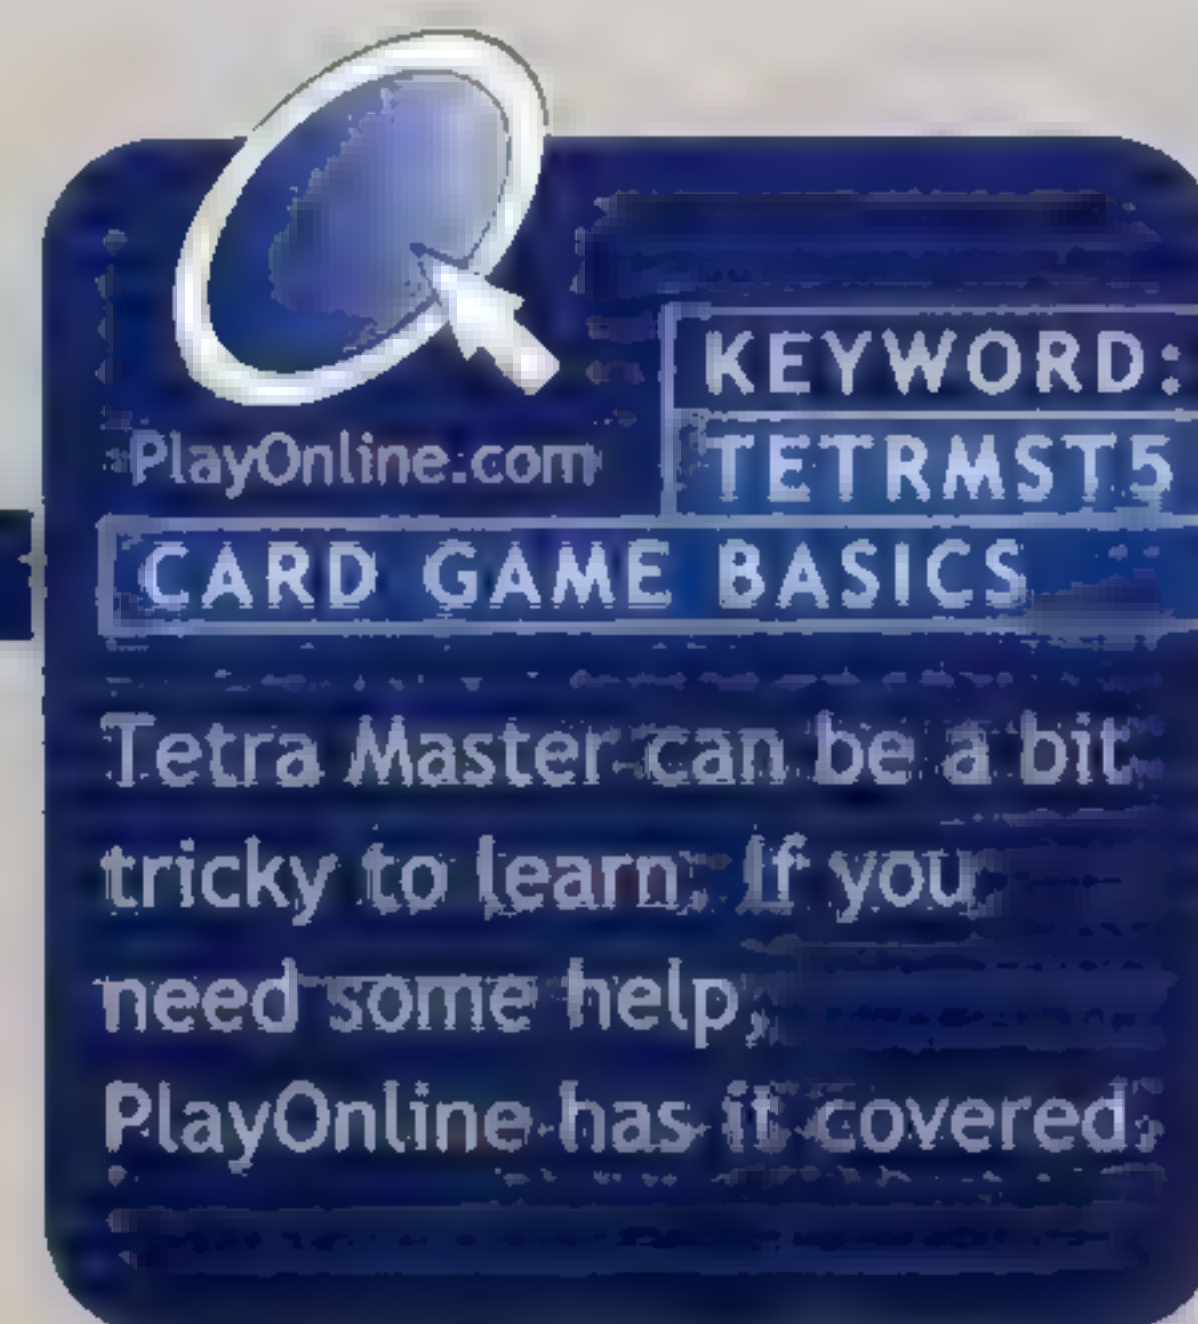 KEYWORD:
TETRMST5
PlayOnline.com
CARD GAME BASICS
Tetra Master can be a bit
tricky to learn. If you
need some help,
PlayOnline has it covered.